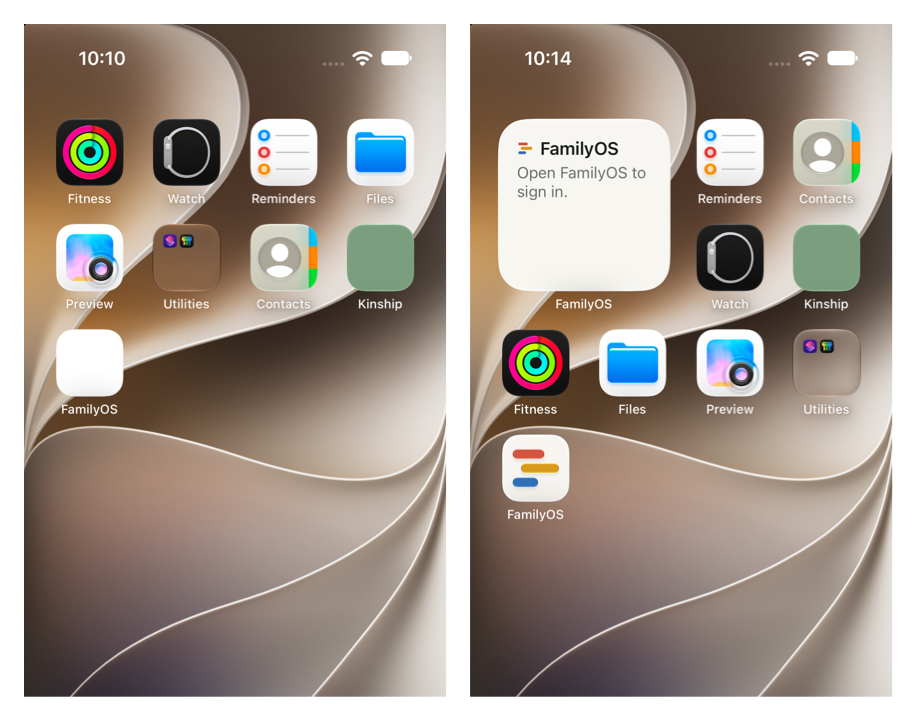 10:10
Fitness
Watch
Reminders
Files
Preview
Utilities
Contacts
Kinship
FamilyOS
10:14
FamilyOS
Open FamilyOS to
sign in.
FamilyOS
Reminders
Contacts
Watch
Kinship
Fitness
Files
Preview
Utilities
FamilyOS